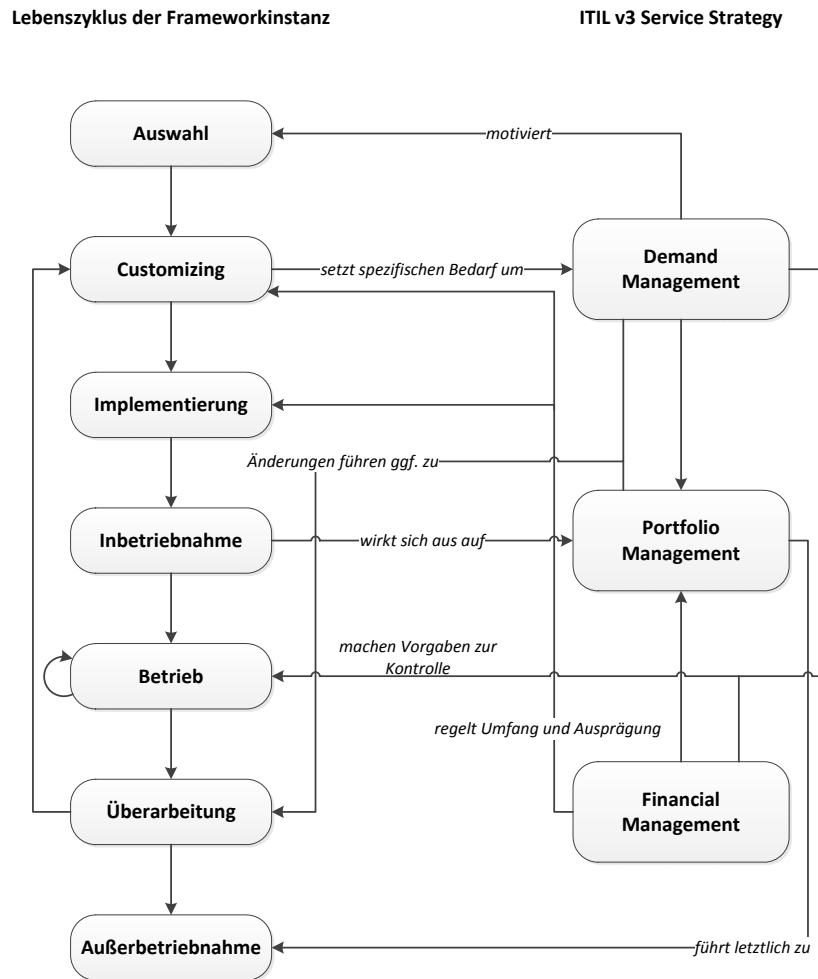 Lebenszyklus der Frameworkinstanz
ITIL v3 Service Strategy
Auswahl
motiviert
Customizing
setzt spezifischen Bedarf um
Demand
Management
Implementierung
Änderungen führen ggf. zu
Inbetriebnahme
wirkt sich aus auf
Portfolio
Management
machen Vorgaben zur
Kontrolle
Betrieb
regelt Umfang und Ausprägung
Überarbeitung
Financial
Management
Außerbetriebnahme
führt letztlich zu